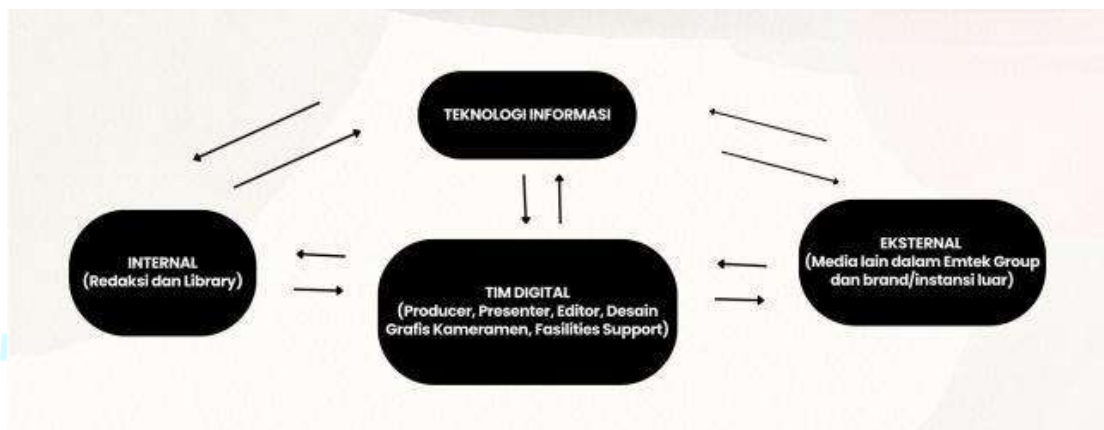 TEKNOLOGI INFORMASI
INTERNAL
(Redaksi dan Library)
EKSTERNAL
(Media lain dalam Emtek Group
dan brand/instansi luar)
TIM DIGITAL
(Producer, Presenter, Editor, Desain
Grafis Kameramen, Fasilities Support)